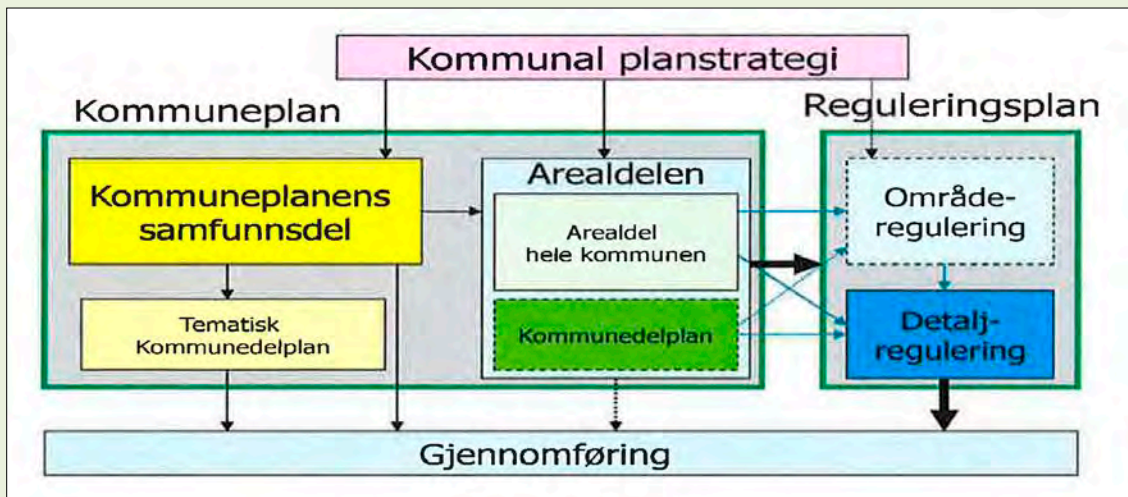 Kommunal planstrategi
Kommuneplan
Reguleringsplan
Kommuneplanens
samfunnsdel
Tematisk
Kommunedelplan
Arealdelen
Arealdel
hele kommunen
Kommunedelplan
Område-
regulering
Detalj-
regulering
Gjennomføring